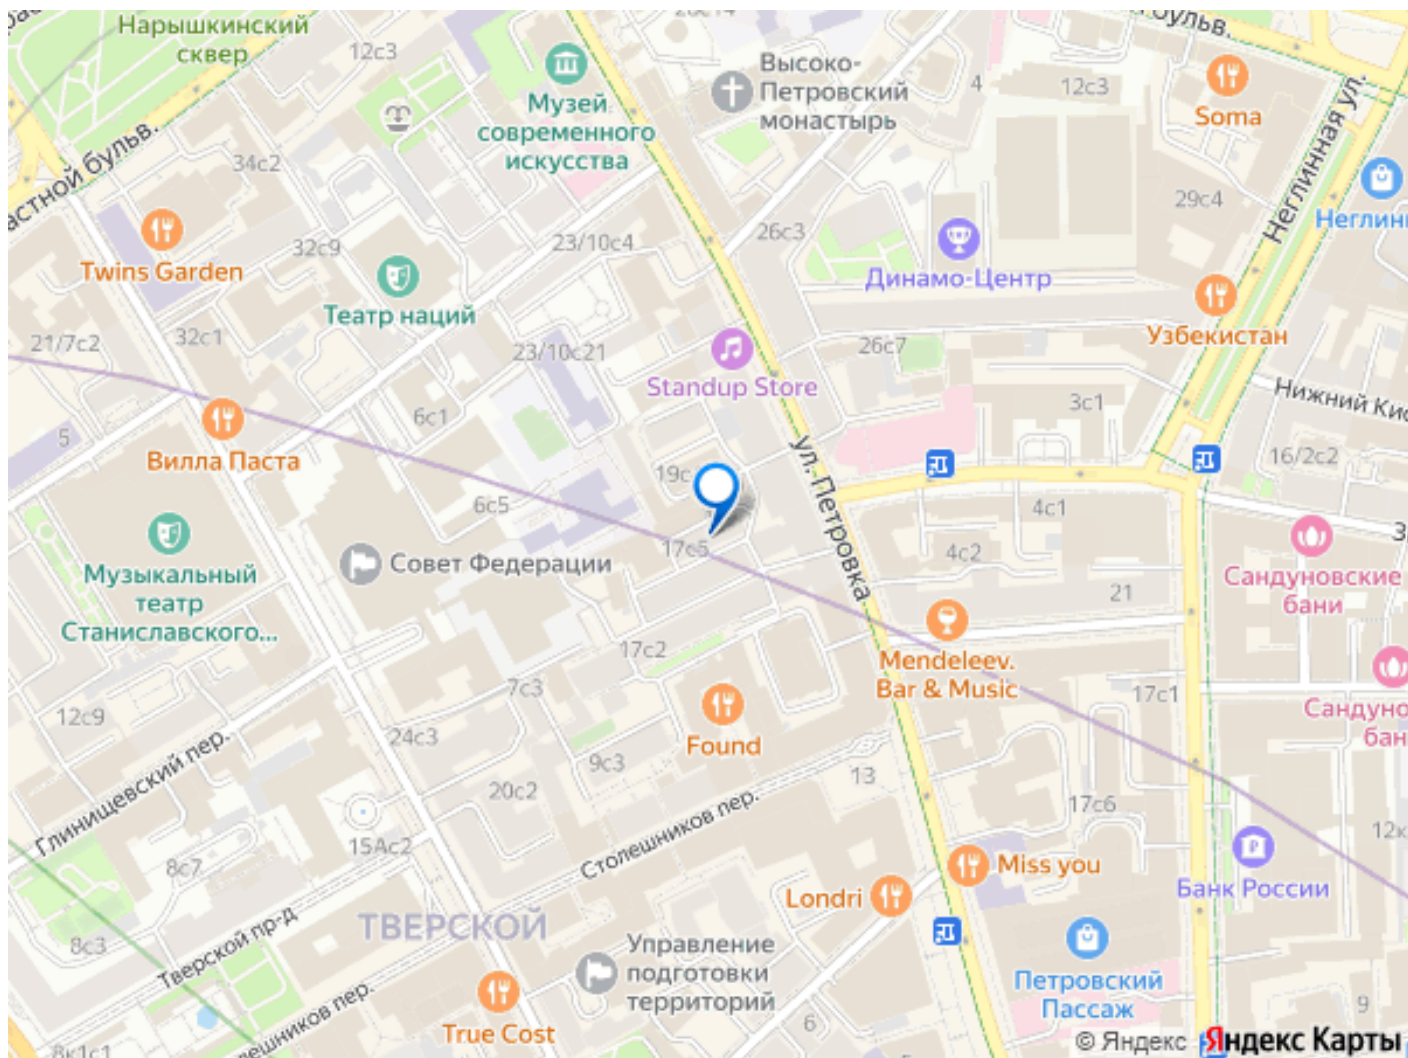 Нарышкинский
сквер
12с3
Музей
современного
искусства
Высоко-
Петровский
монастырь
4
12с3
бульв.
Soma
Неглинная ул.
29с4
астной бульв.
34с2
Twins Garden
32с9
Театр наций
23/10с4
26с3
Динамо-Центр
Узбекистан
21/7с2
32с1
23/10с21
Standup Store
26с7
3с1
5
Вилла Паста
6с1
6с5
19с
ул. Петровка
16/2с2
4с1
4с2
21
Музыкальный
театр
Станиславского...
Совет Федерации
17с5
Сандуновские
бани
17с2
Mendeleev.
Bar & Music
17с1
7с3
12с9
24с3
Found
9с3
20с2
13
Глинищевский пер.
Столешников пер.
17с6
15Ас2
8с7
Miss you
Londri
Банк России
ТВЕРСКОЙ
8с3
Тверской пр-д
Управление
подготовки
территорий
Петровский
Пассаж
True Cost
6
9
8к1с1
© Яндекс Яндекс Карты